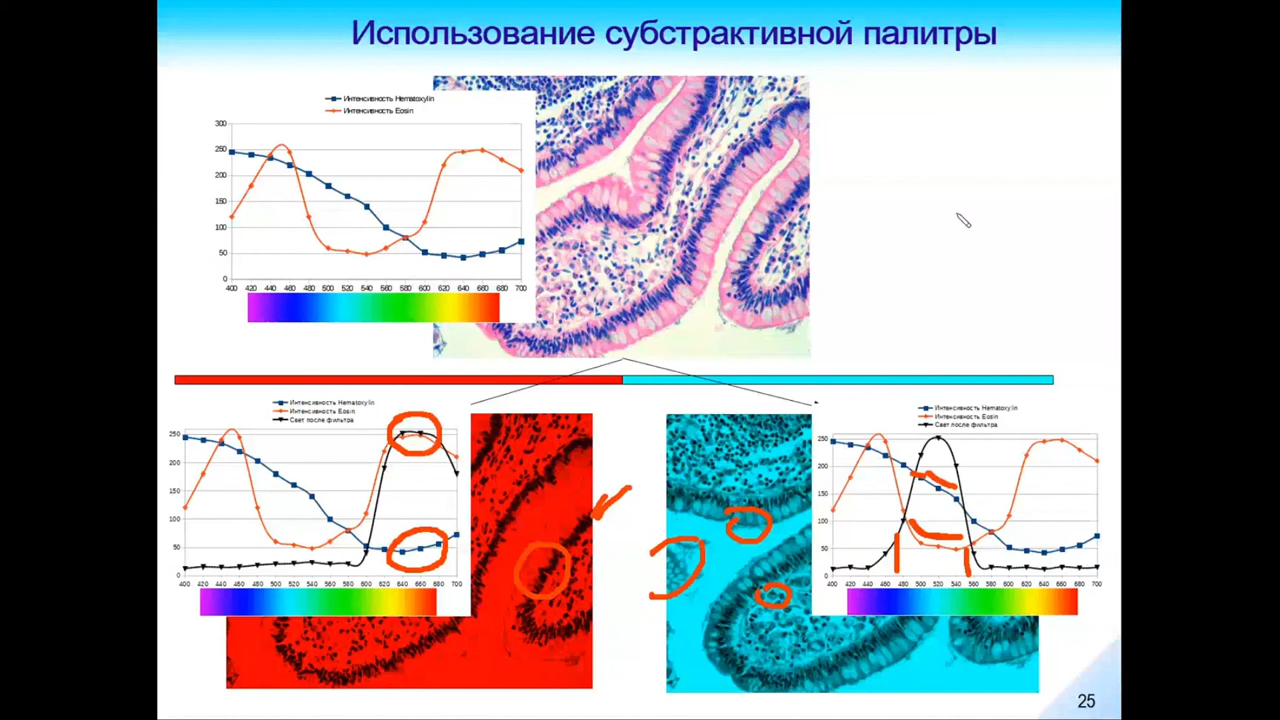 Использование субстрактивной палитры
Интенсивность Hematoxylin
Интенсивность Eosin
300
250
200
150
100
50
0
400 420 440 460 480 500 520 540 560 580 600 620 640 660 680 700
Интенсивность Hematoxylin
Интенсивность Eosin
Свет после фильтра
250
200
150
100
50
0
400 420 440 460 480 500 520 540 560 580 600 620 640 660 680 700
Интенсивность Hematoxylin
Интенсивность Eosin
Свет после фильтра
250
200
150
100
50
0
400 420 440 460 480 500 520 540 560 580 600 620 640 660 680 700
25